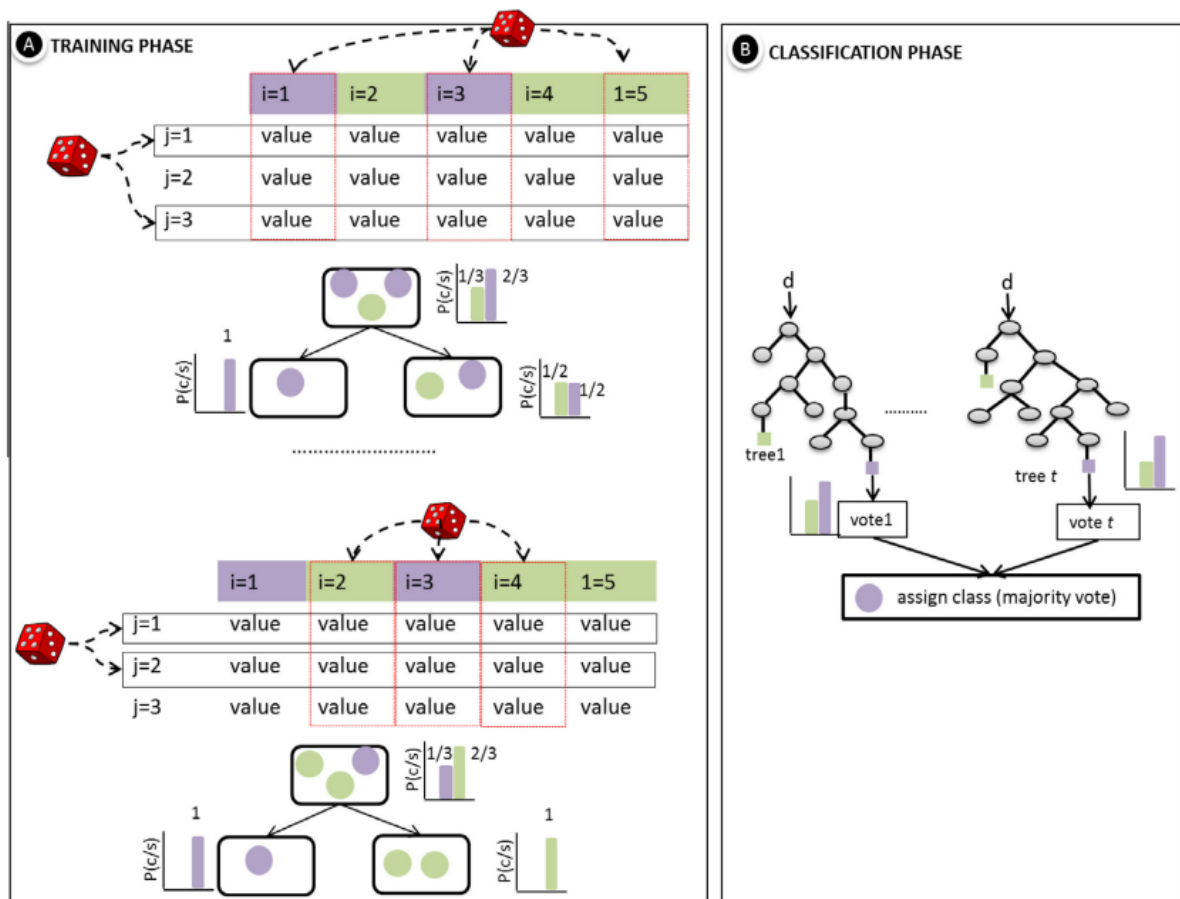 A TRAINING PHASE
i=1 i=2 i=3 i=4 1=5
j=1 value value value value value
j=2 value value value value value
j=3 value value value value value
P(c/s) 1/3 2/3
P(c/s) 1
P(c/s) 1/2 1/2
..........................
i=1 i=2 i=3 i=4 1=5
j=1 value value value value value
j=2 value value value value value
j=3 value value value value value
P(c/s) 1/3 2/3
P(c/s) 1
1
B CLASSIFICATION PHASE
d d
..........
tree1
tree t
vote1 vote t
assign class (majority vote)